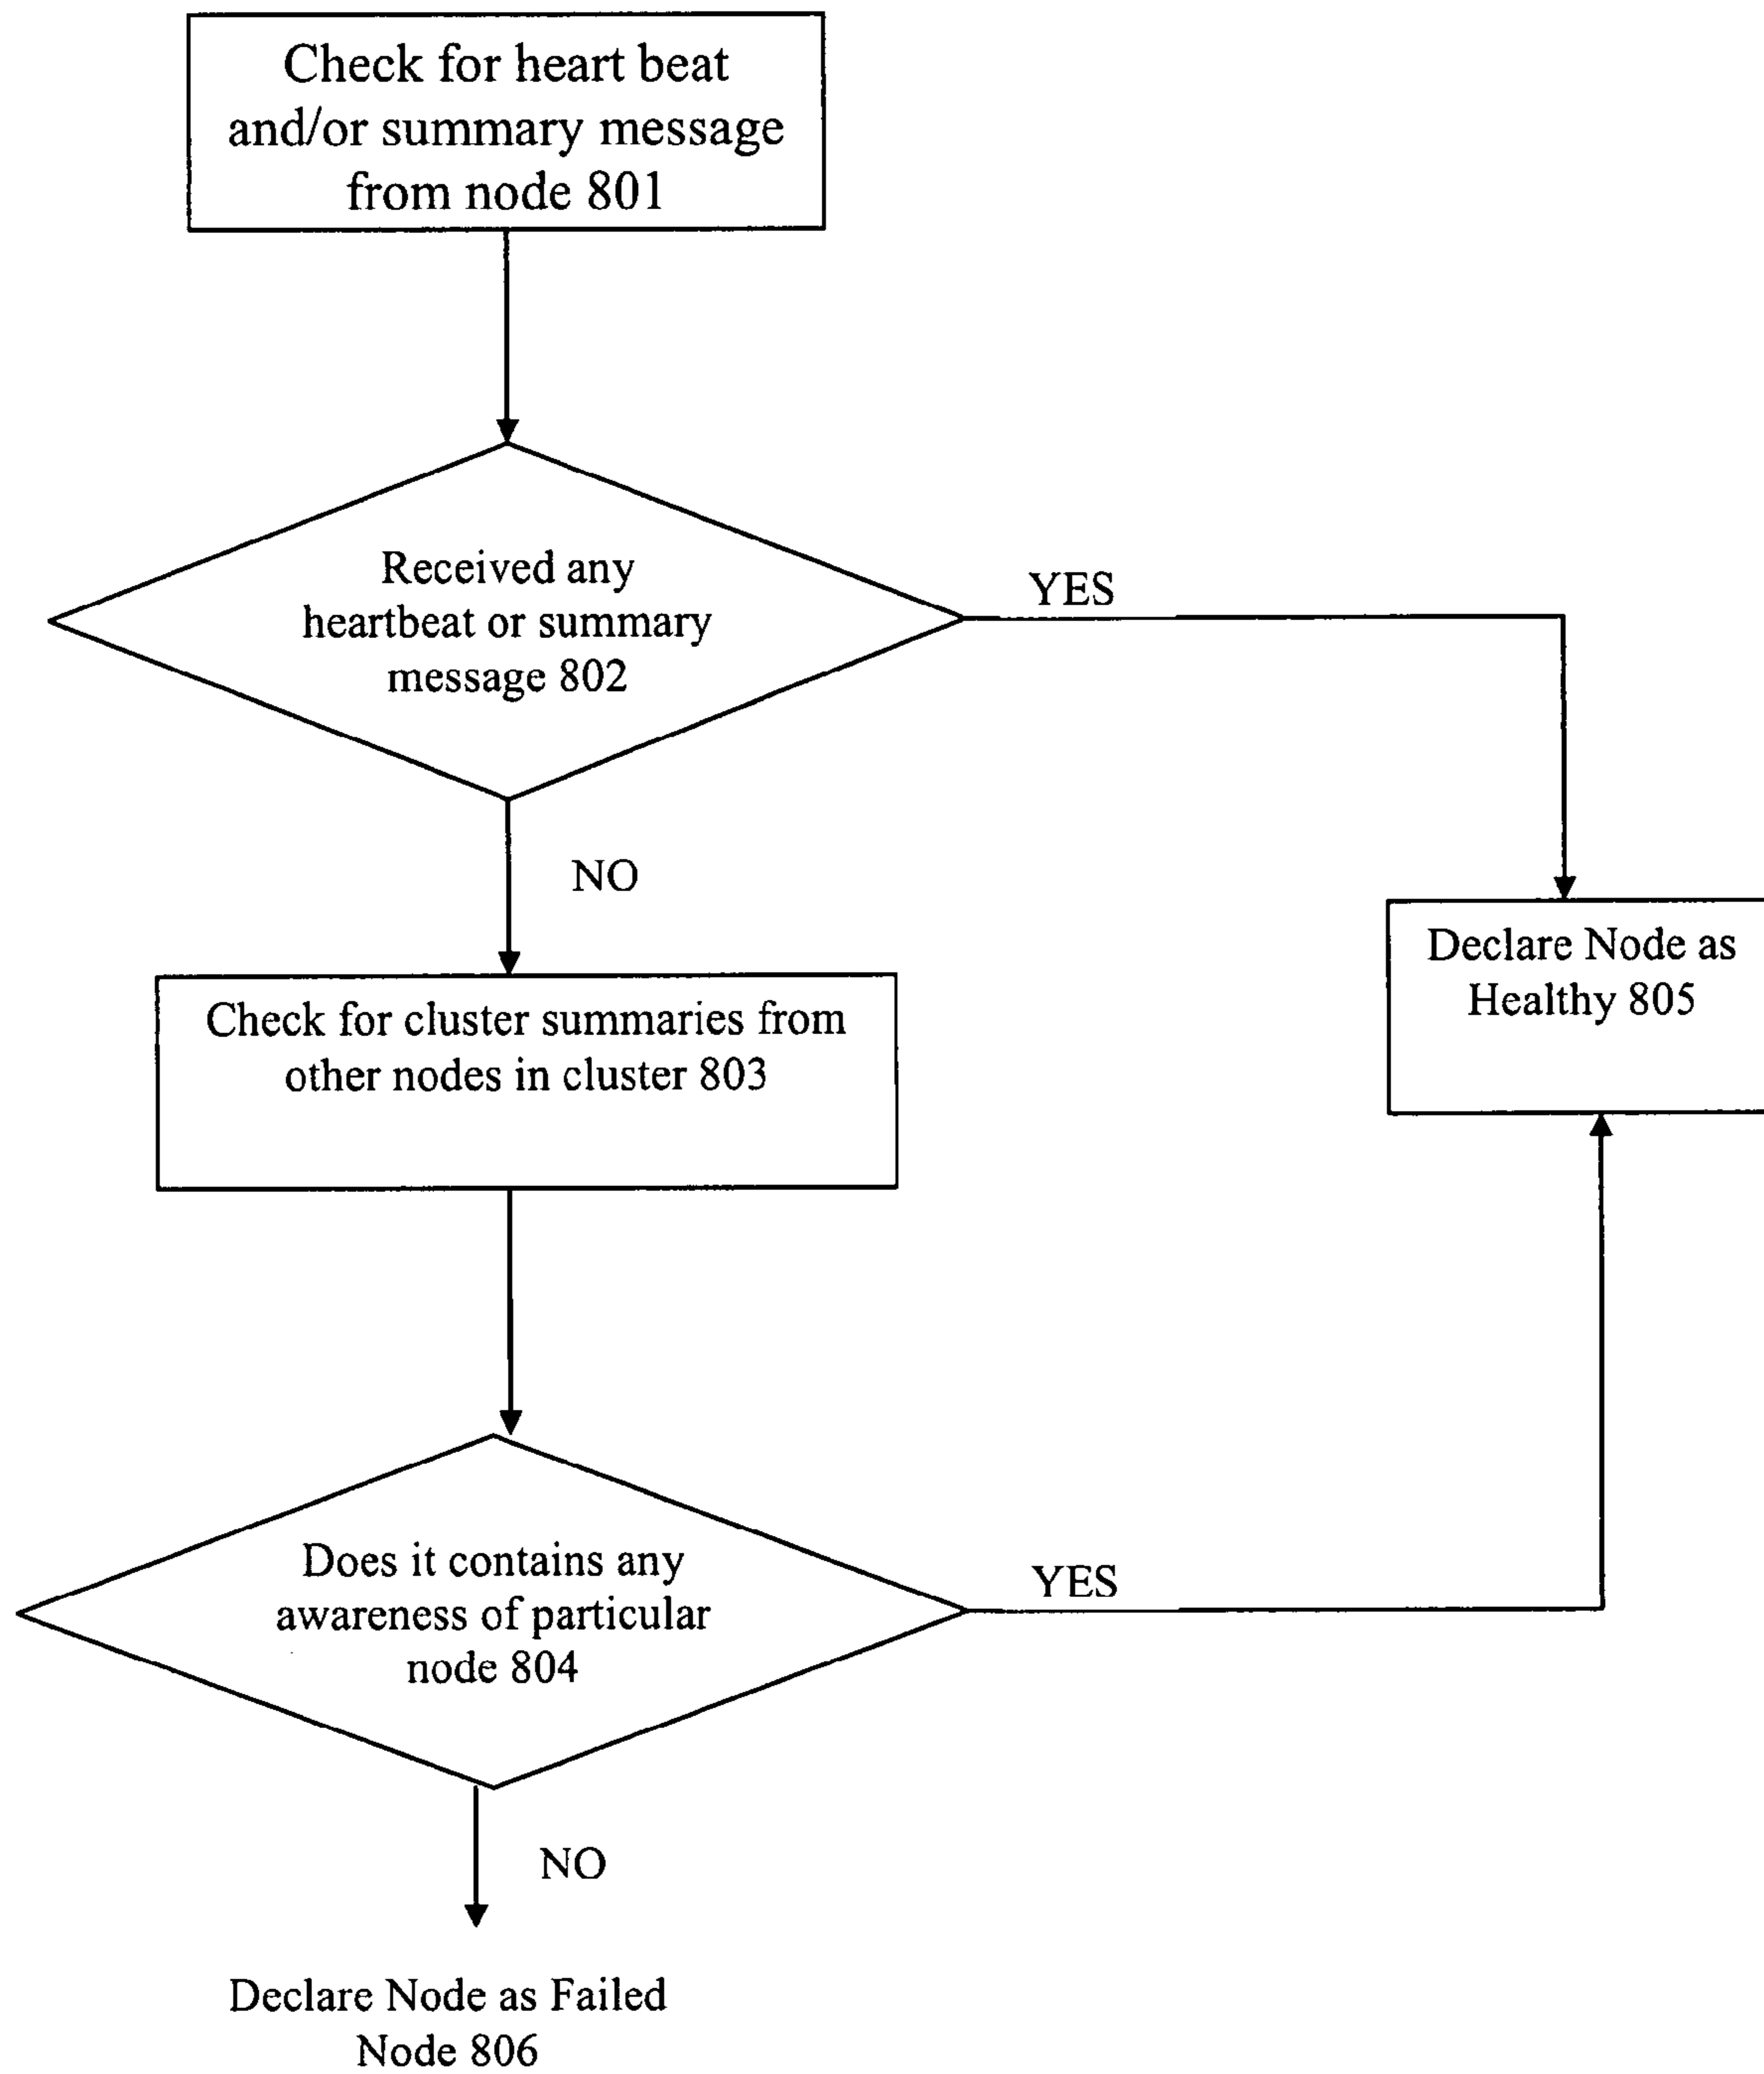 Check for heart beat
and/or summary message
from node 801
Received any
heartbeat or summary
message 802
YES
NO
Declare Node as
Healthy 805
Check for cluster summaries from
other nodes in cluster 803
Does it contains any
awareness of particular
node 804
YES
NO
Declare Node as Failed
Node 806